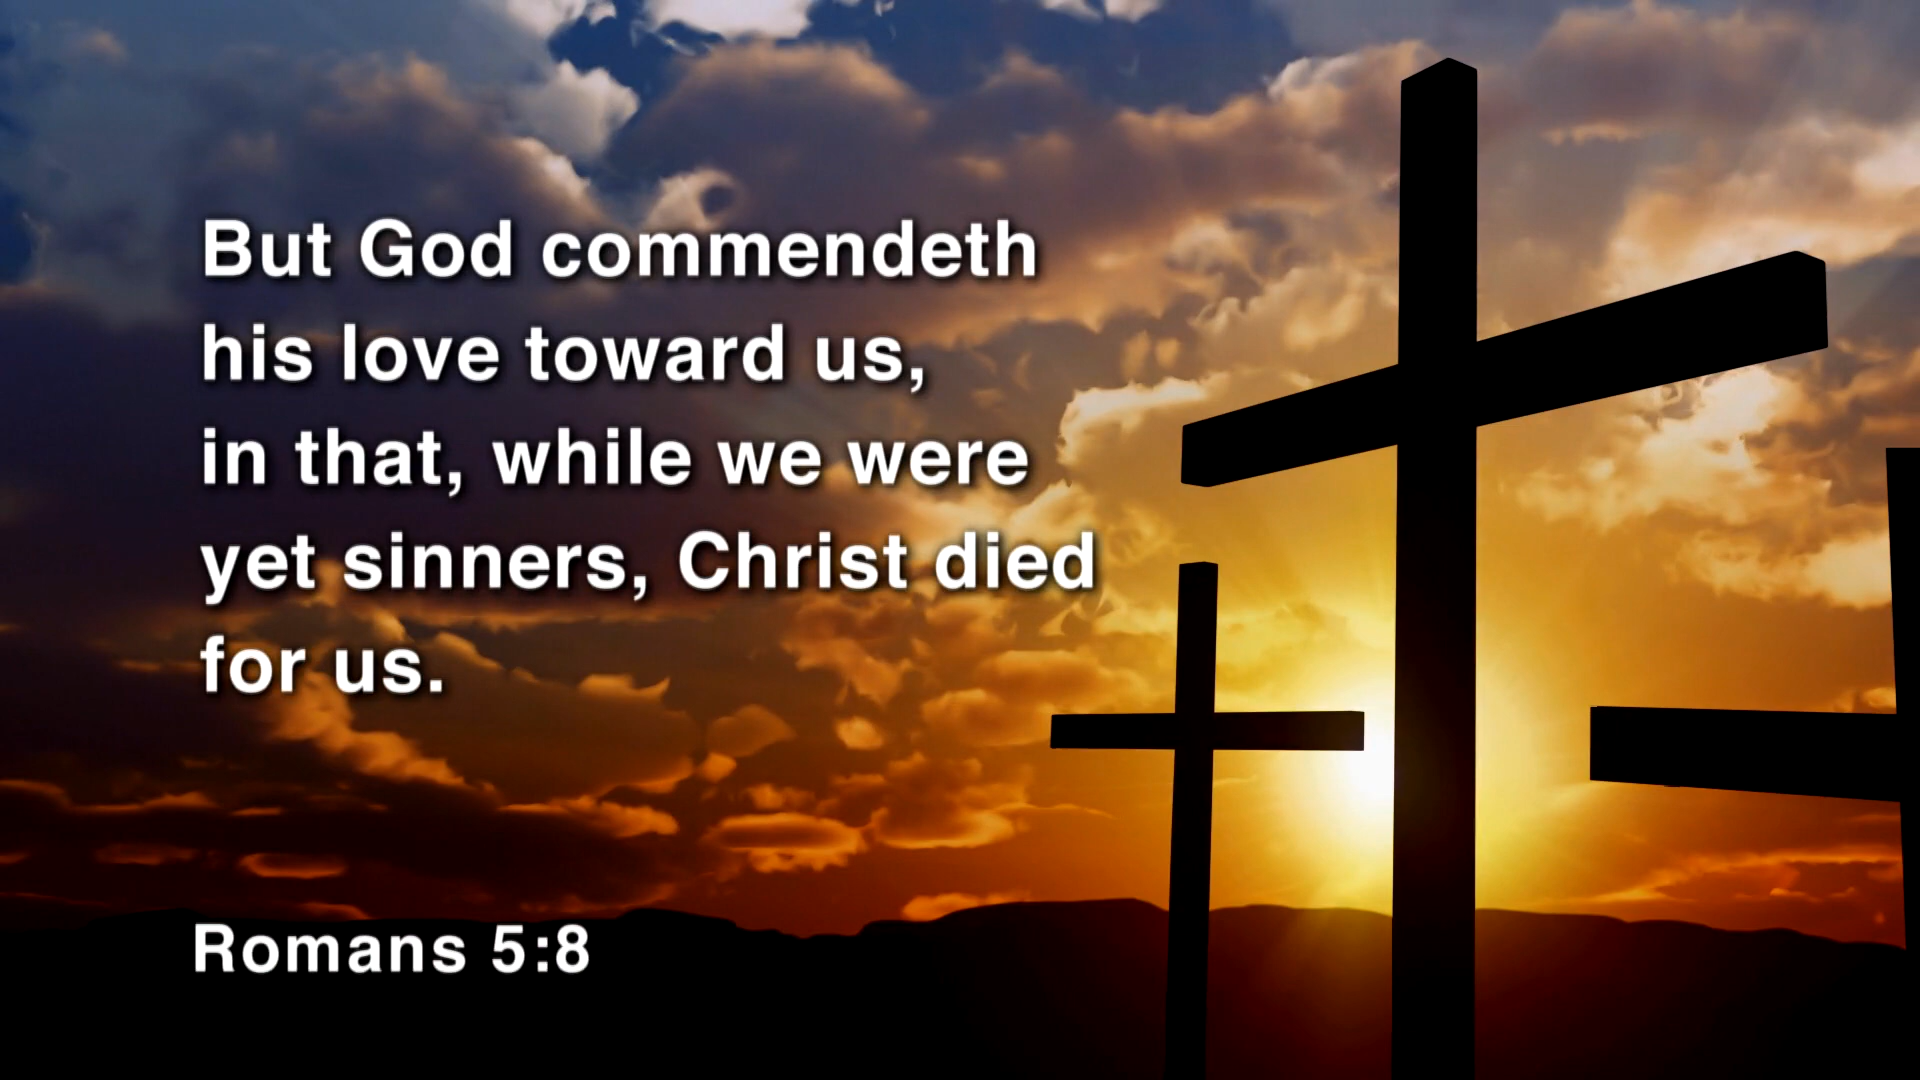 But God commendeth
his love toward us,
in that, while we were
yet sinners, Christ died
for us.
Romans 5:8